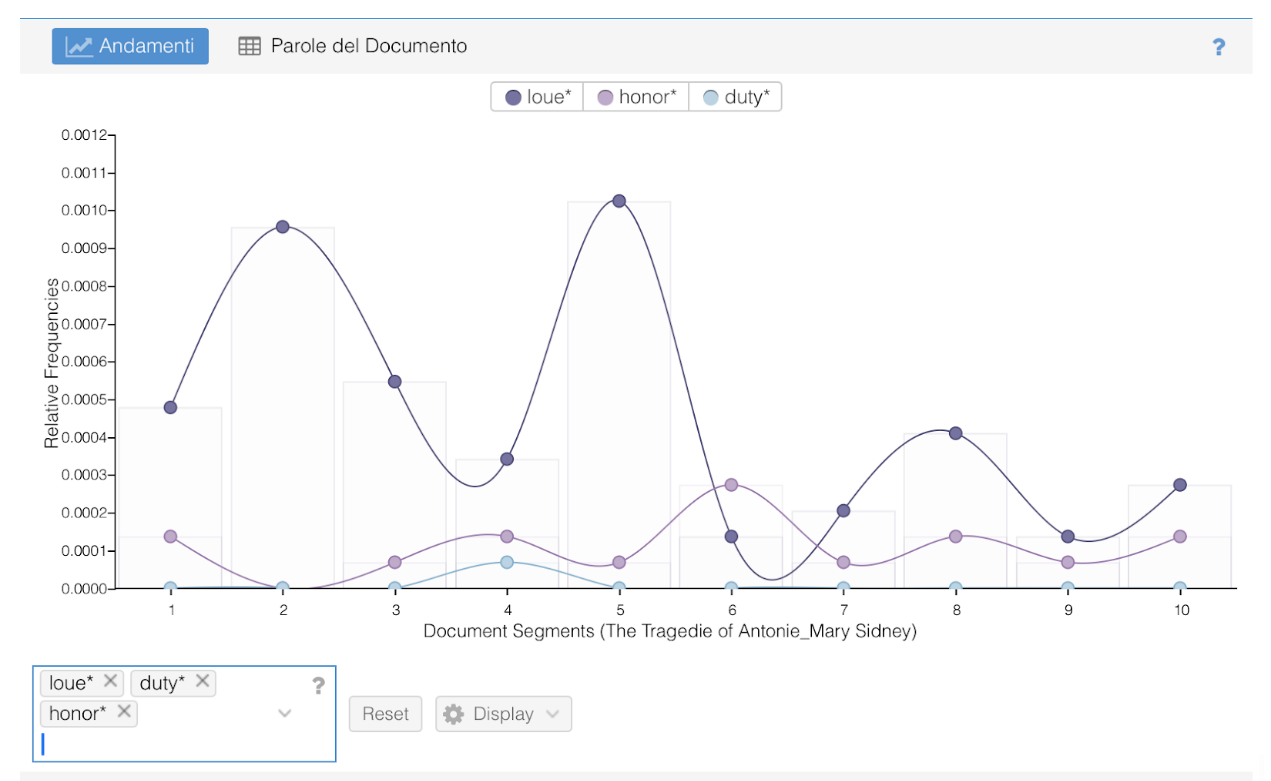 Andamenti Parole del Documento ?
loue* honor* duty*
0.0012
0.0011
0.0010
0.0009
0.0008
0.0007
0.0006
0.0005
0.0004
0.0003
0.0002
0.0001
0.0000
Relative Frequencies
1 2 3 4 5 6 7 8 9 10
Document Segments (The Tragedie of Antonie_Mary Sidney)
loue* duty* ?
honor*
Reset Display